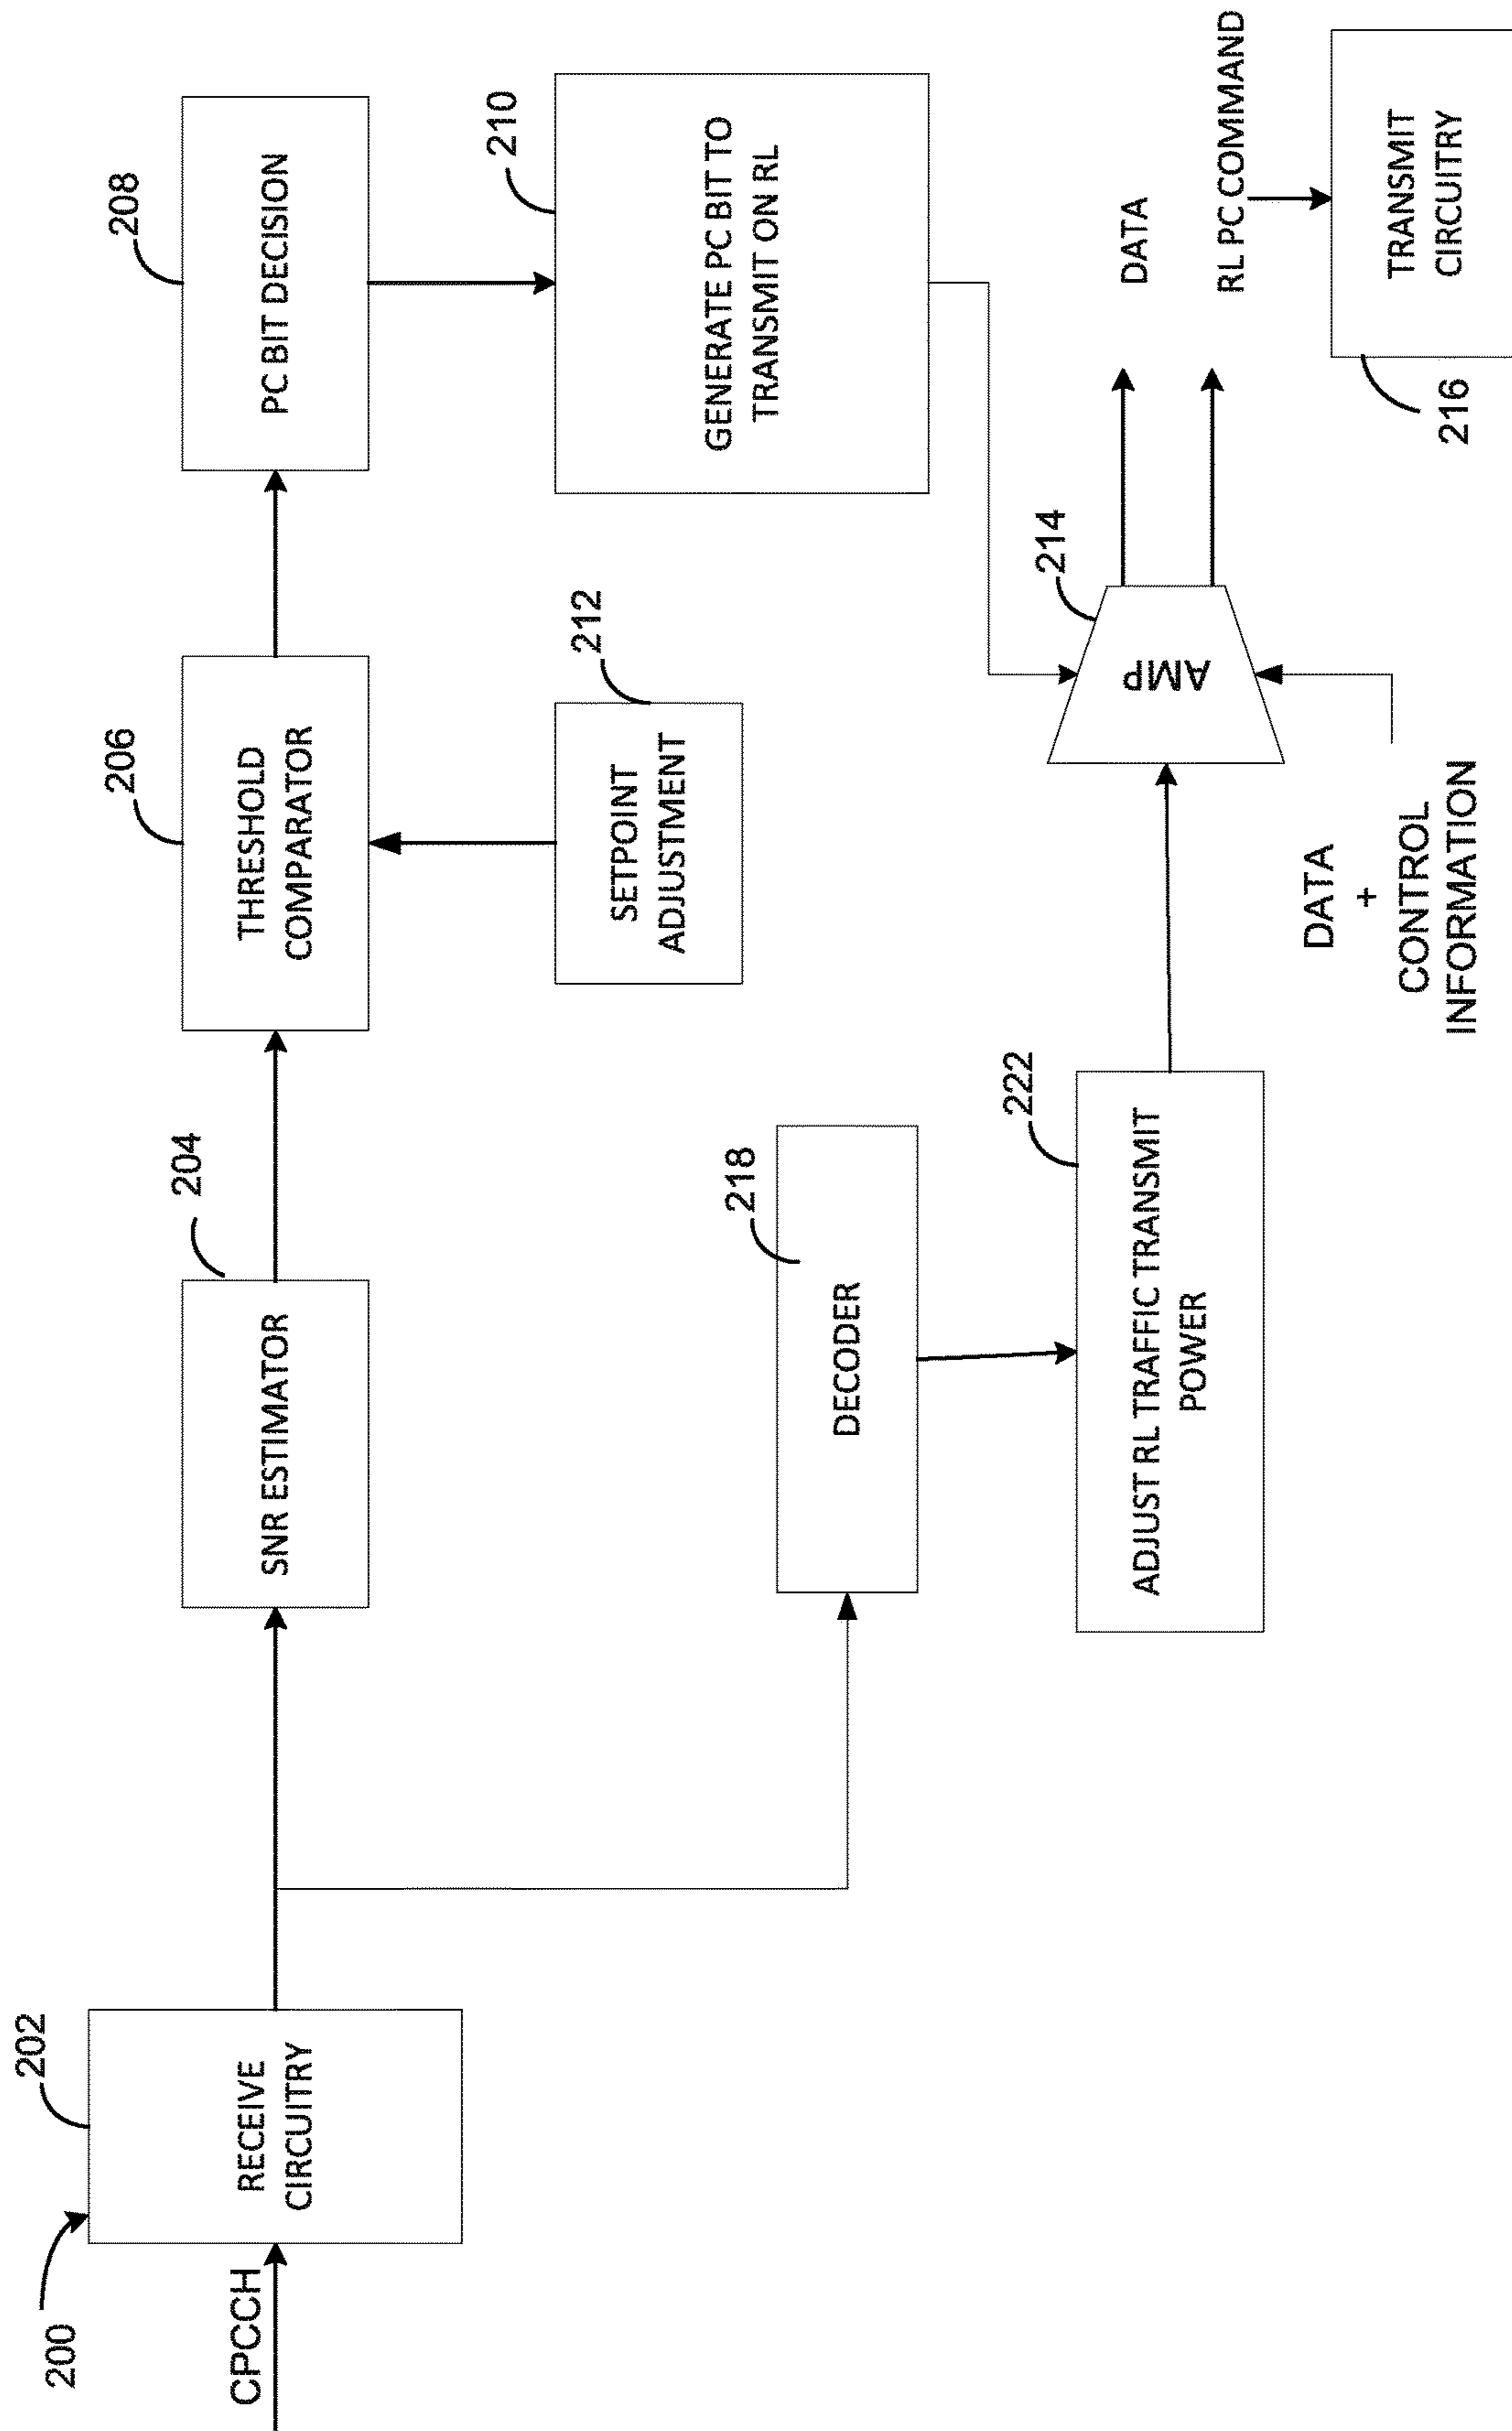 200
CPCCH
202
RECEIVE
CIRCUITRY
204
SNR ESTIMATOR
206
THRESHOLD
COMPARATOR
208
PC BIT DECISION
212
SETPOINT
ADJUSTMENT
210
GENERATE PC BIT TO
TRANSMIT ON RL
218
DECODER
222
ADJUST RL TRAFFIC TRANSMIT
POWER
214
AMP
DATA
+
CONTROL
INFORMATION
DATA
RL PC COMMAND
216
TRANSMIT
CIRCUITRY